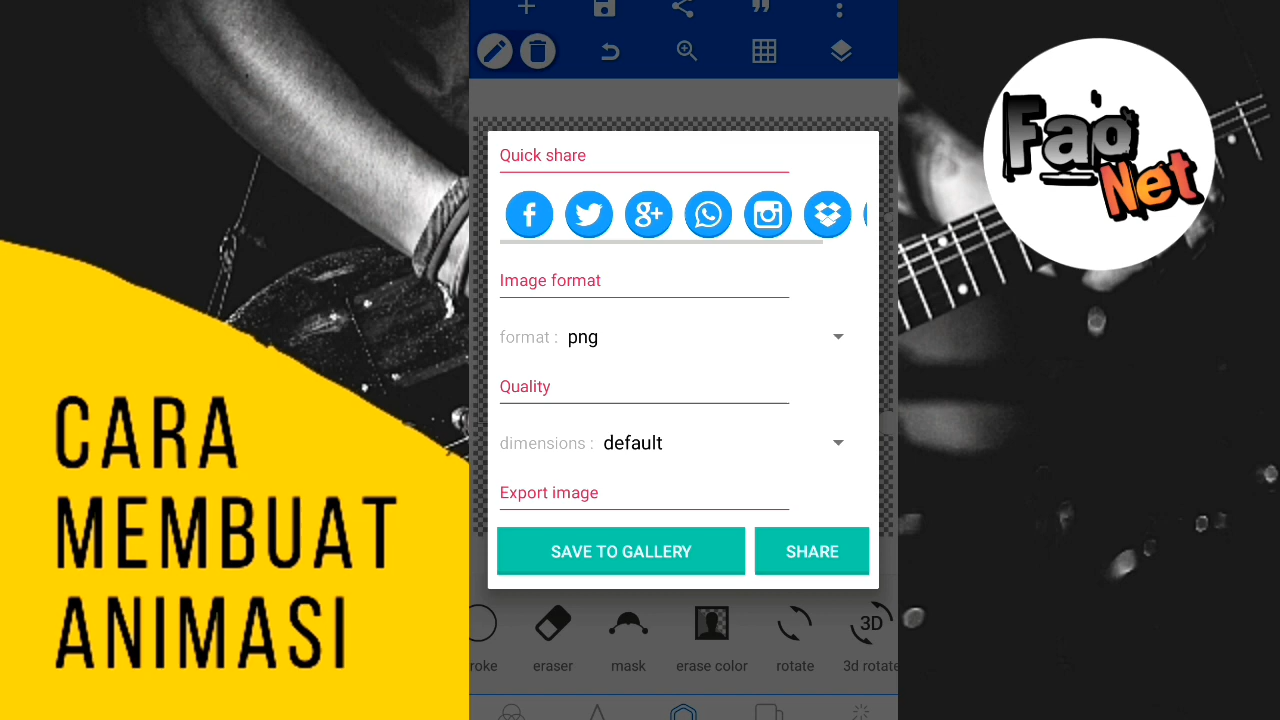 Quick share
Image format
format : png
Quality
dimensions : default
Export image
SAVE TO GALLERY
SHARE
roke
eraser
mask
erase color
rotate
3D
3d rotate
CARA
MEMBUAT
ANIMASI
Fao
Net